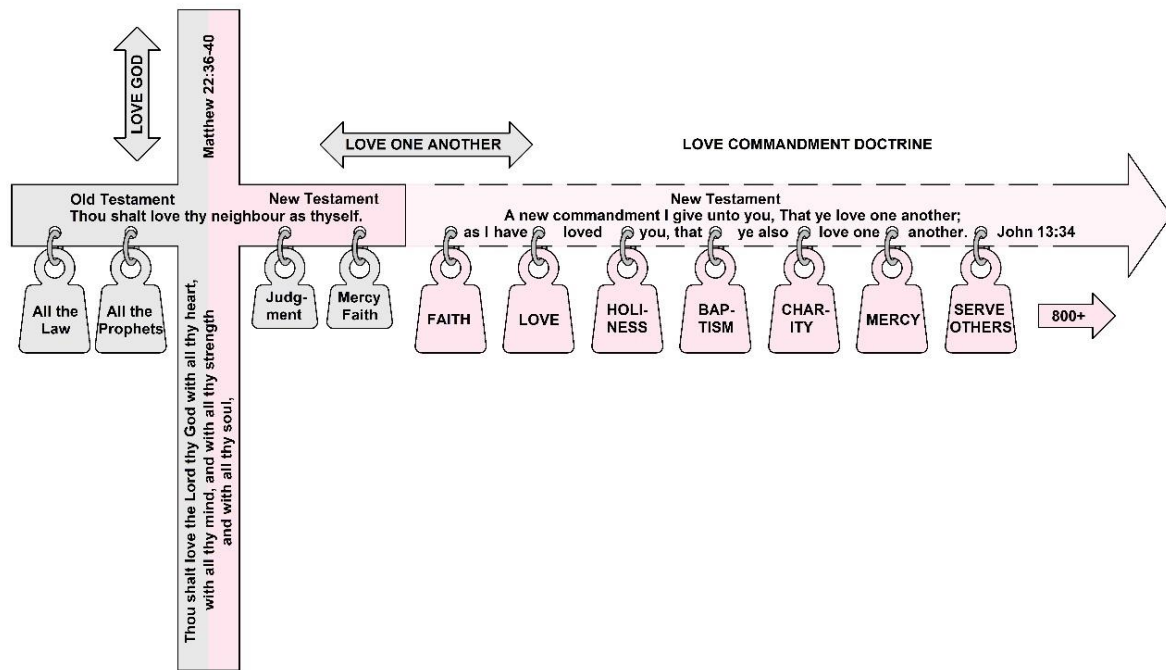 LOVE GOD
Matthew 22:36-40
LOVE ONE ANOTHER
LOVE COMMANDMENT DOCTRINE
Old Testament
Thou shalt love thy neighbour as thyself.
New Testament
New Testament
A new commandment I give unto you, That ye love one another;
as I have loved you, that ye also love one another. John 13:34
All the
Law
All the
Prophets
Judg-
ment
Mercy
Faith
FAITH
LOVE
HOLI-
NESS
BAP-
TISM
CHAR-
ITY
MERCY
SERVE
OTHERS
800+
Thou shalt love the Lord thy God with all thy heart,
with all thy mind, and with all thy strength
and with all thy soul,